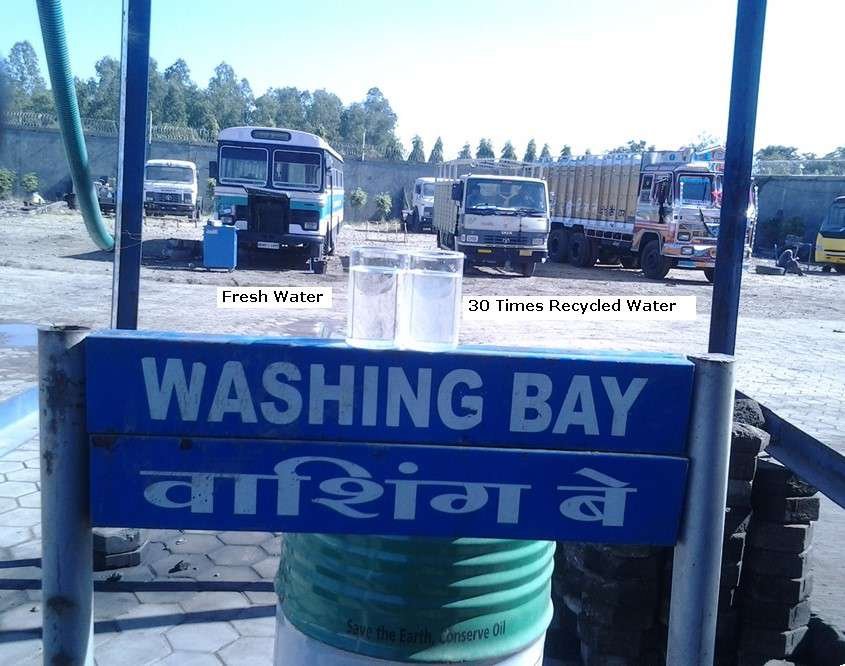 Fresh Water
30 Times Recycled Water
WASHING BAY
वाशिंग बे
Save the Earth, Conserve Oil